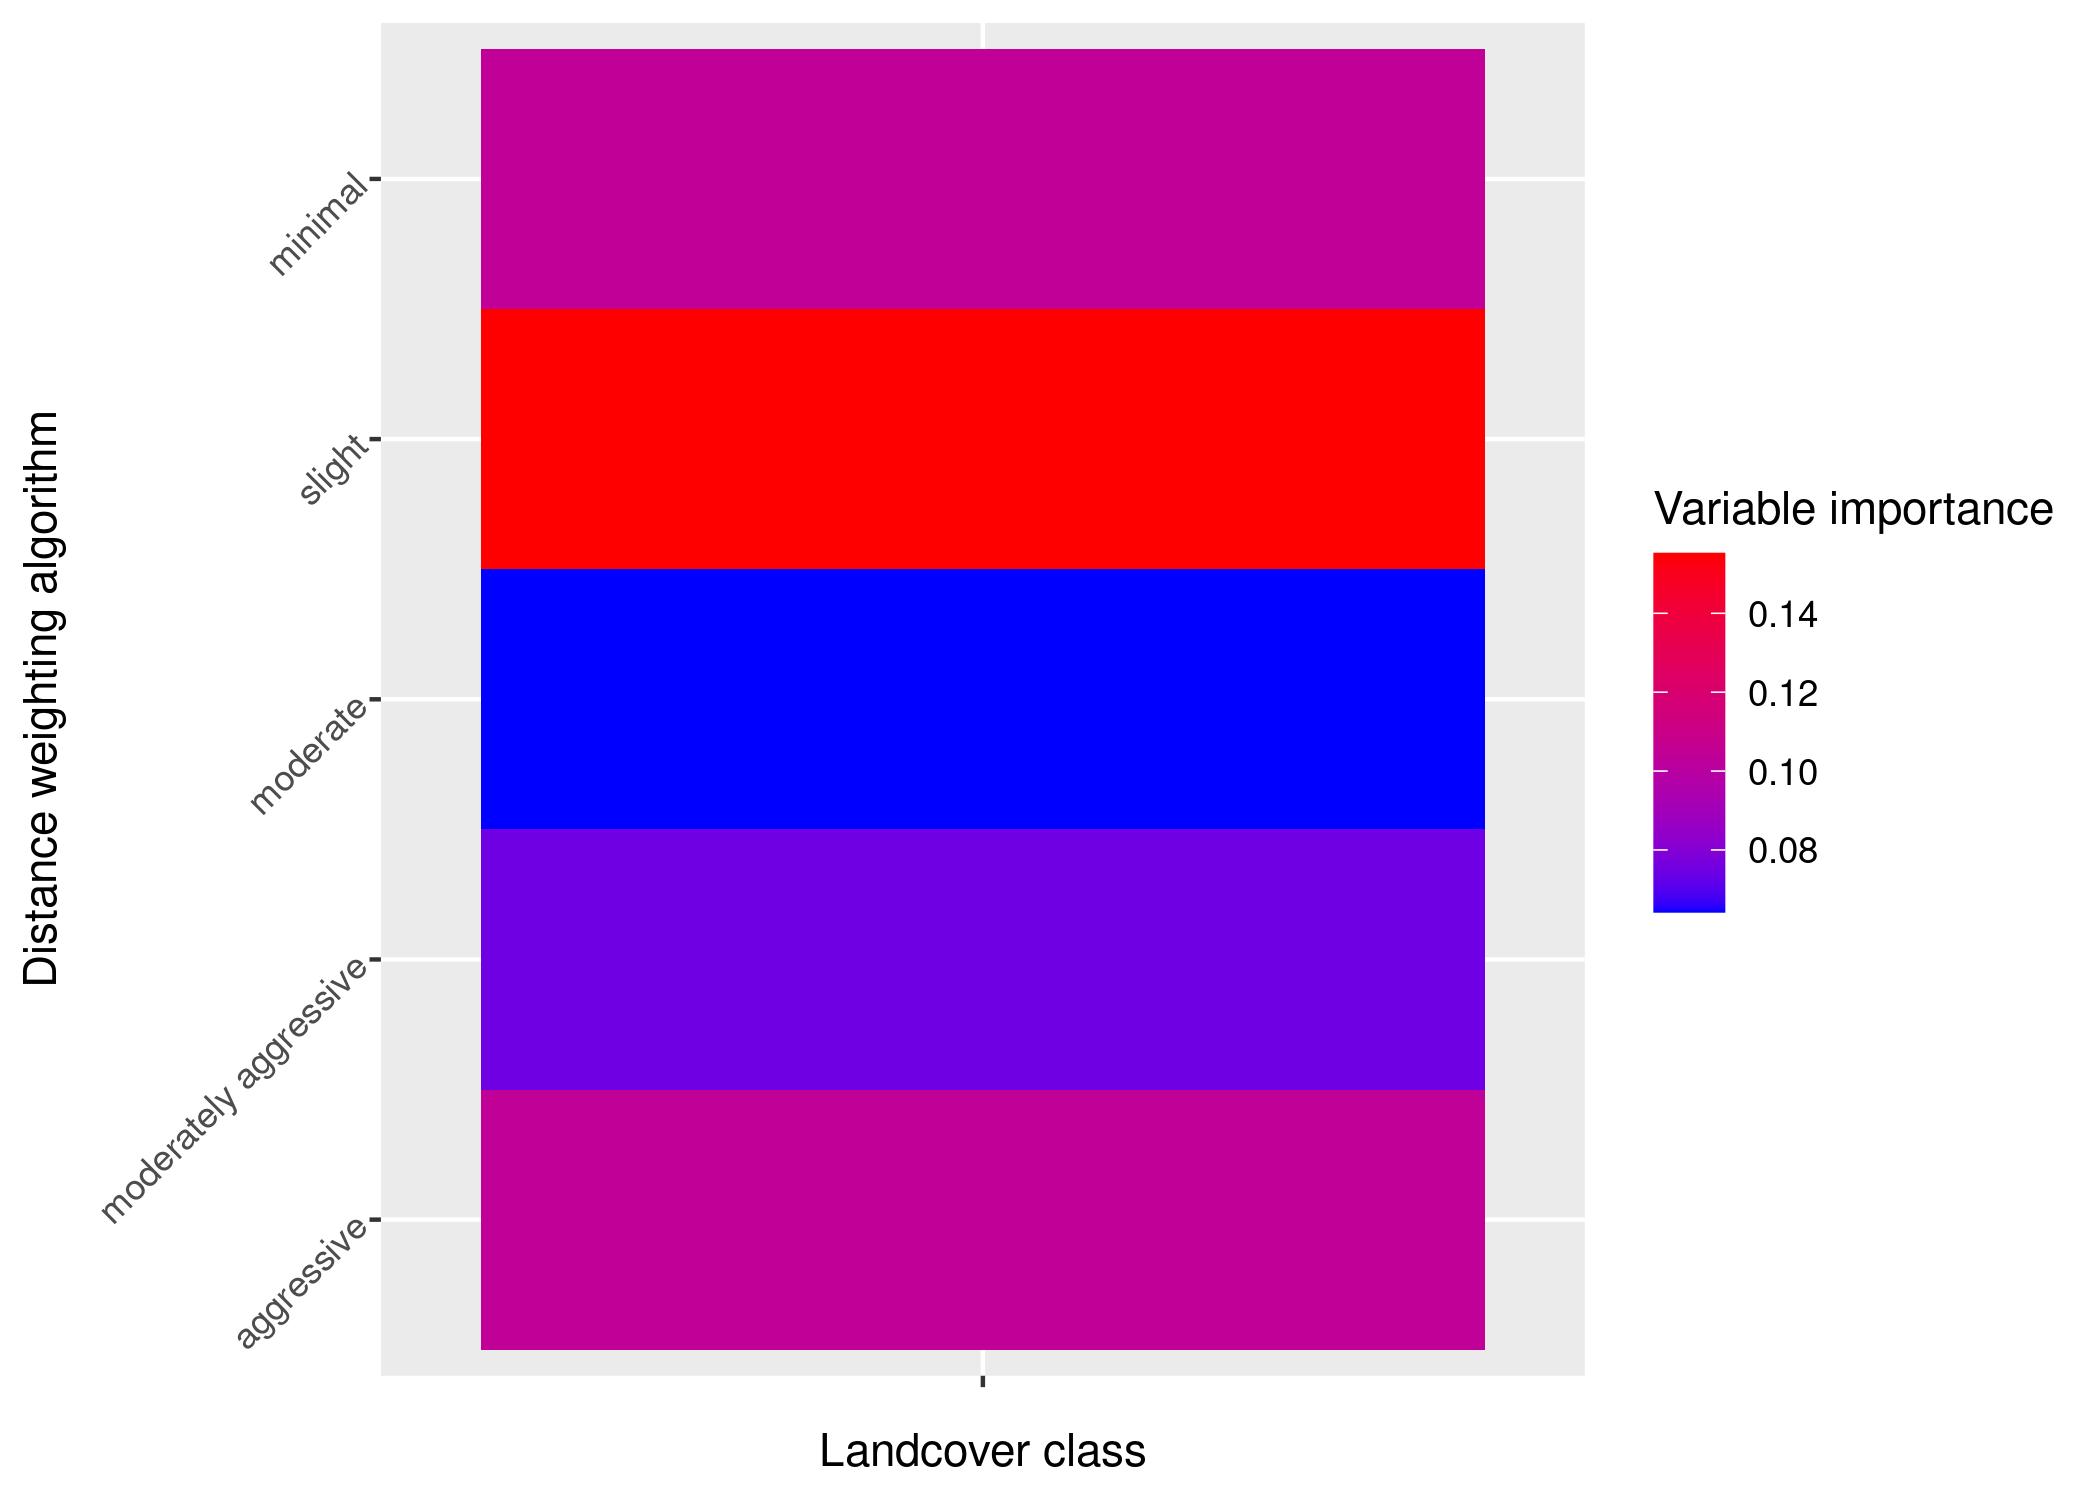 Distance weighting algorithm
minimal
slight
moderate
moderately aggressive
aggressive
Landcover class
Variable importance
0.14
0.12
0.10
0.08